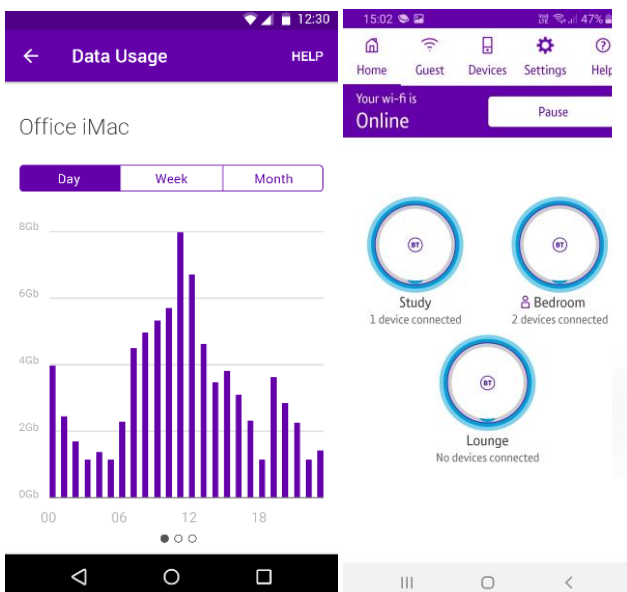 12:30
Data Usage HELP
Office iMac
Day Week Month
8Gb
6Gb
4Gb
2Gb
0Gb
00 06 12 18
15:02 47%
Home Guest Devices Settings Help
Your wi-fi is
Online
Pause
BT BT
Study Bedroom
1 device connected 2 devices connected
BT
Lounge
No devices connected